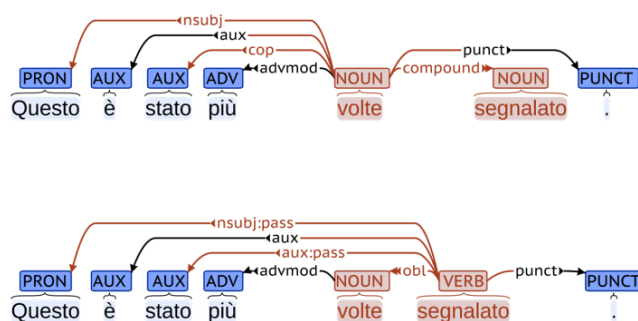 nsubj
aux
cop punct
advmod compound
PRON AUX AUX ADV NOUN NOUN PUNCT
Questo è stato più volte segnalato .
nsubj:pass
aux
aux:pass
advmod obl punct
PRON AUX AUX ADV NOUN VERB PUNCT
Questo è stato più volte segnalato .